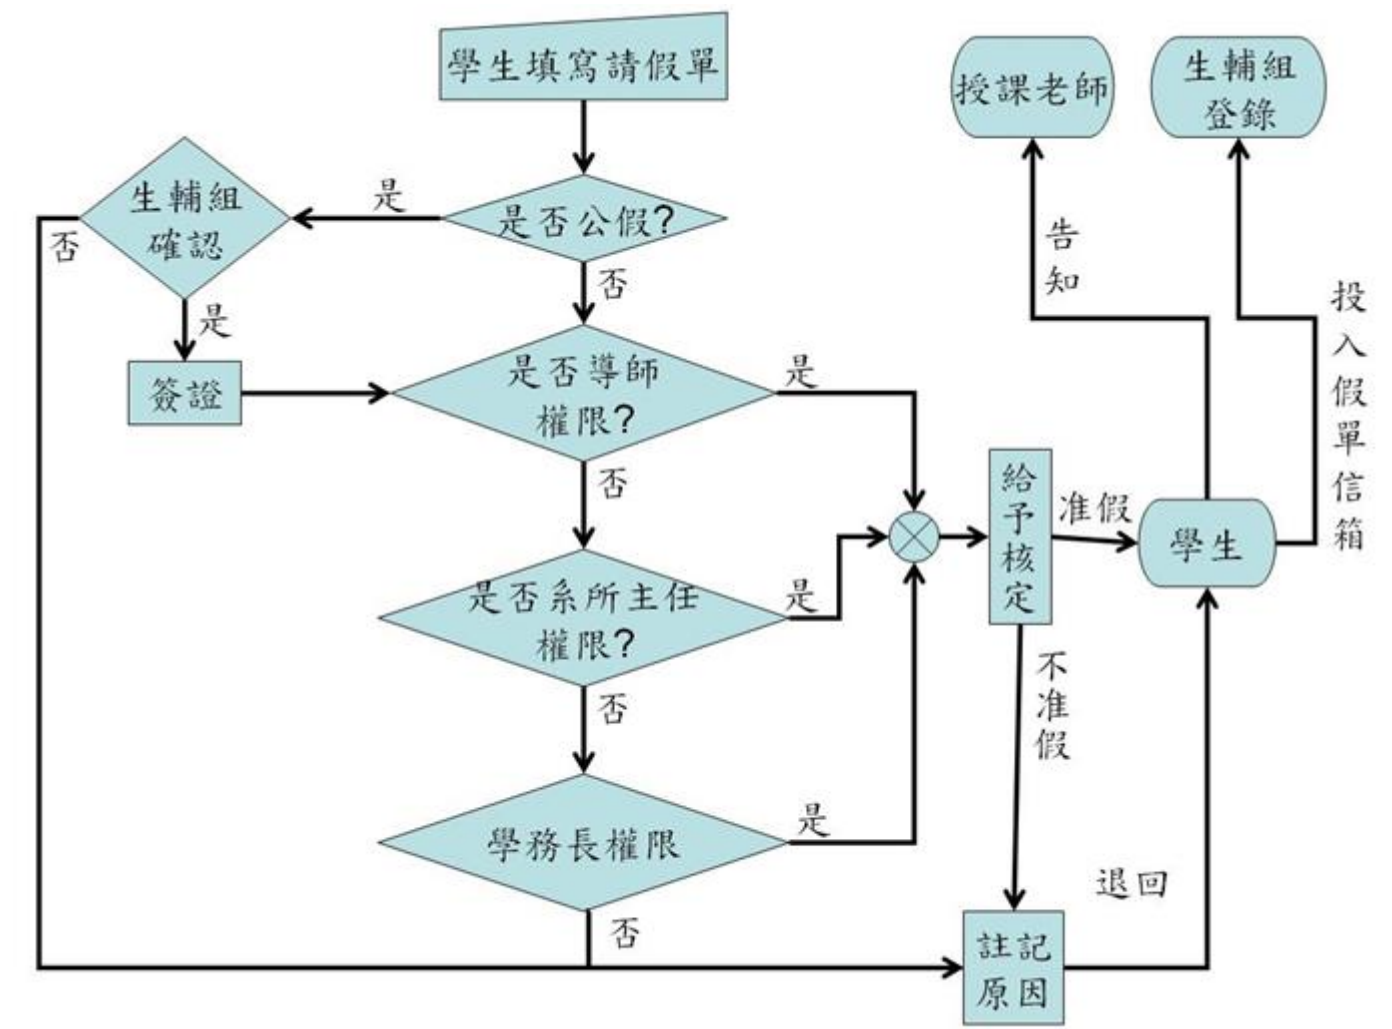 學生填寫請假單
授課老師
生輔組
登錄
生輔組
確認
是
是否公假?
否
告
知
否
是
投
入
假
單
信
箱
簽證
是否導師
權限?
是
否
給
予
核
定
准假
學生
是否系所主任
權限?
是
否
不
准
假
學務長權限
是
退回
否
註記
原因